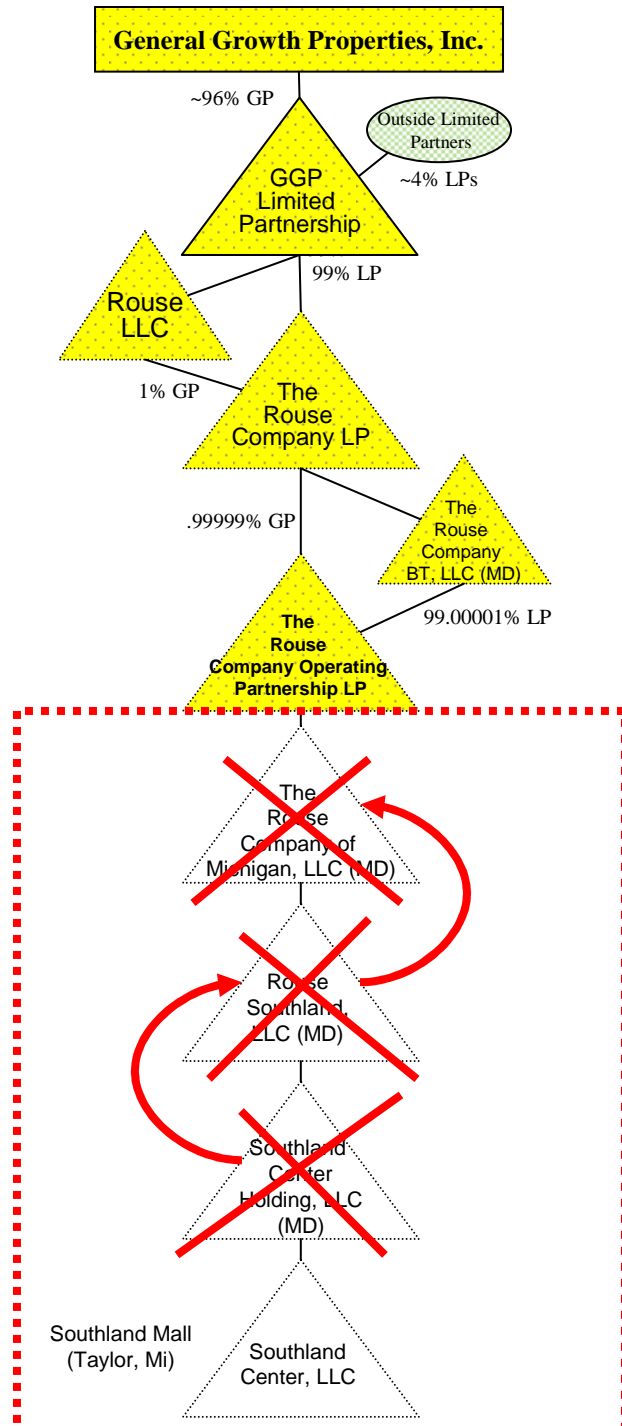 General Growth Properties, Inc.
~96% GP
Outside Limited
Partners
GGP
Limited
Partnership
~4% LPs
99% LP
Rouse
LLC
1% GP
The
Rouse
Company LP
.99999% GP
The
Rouse
Company
BT, LLC (MD)
99.00001% LP
The
Rouse
Company Operating
Partnership LP
The
Rouse
Company of
Michigan, LLC (MD)
Rouse
Southland,
LLC (MD)
Southland
Center
Holding, LLC
(MD)
Southland Mall
(Taylor, Mi)
Southland
Center, LLC